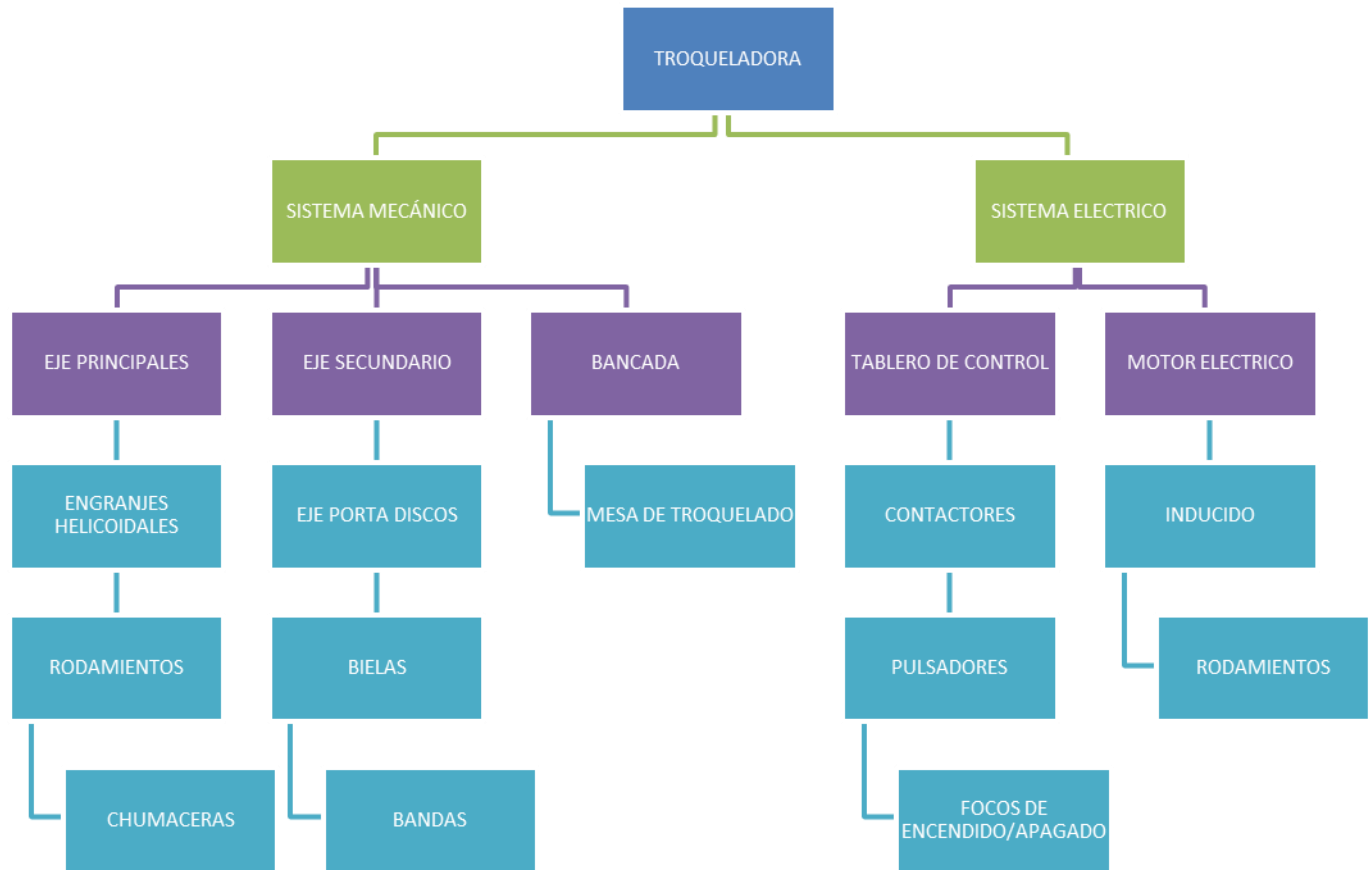 TROQUELADORA
SISTEMA MECÁNICO
SISTEMA ELECTRICO
EJE PRINCIPALES
EJE SECUNDARIO
BANCADA
TABLERO DE CONTROL
MOTOR ELECTRICO
ENGRANJES
HELICOIDALES
EJE PORTA DISCOS
MESA DE TROQUELADO
CONTACTORES
INDUCIDO
RODAMIENTOS
BIELAS
PULSADORES
RODAMIENTOS
CHUMACERAS
BANDAS
FOCOS DE
ENCENDIDO/APAGADO